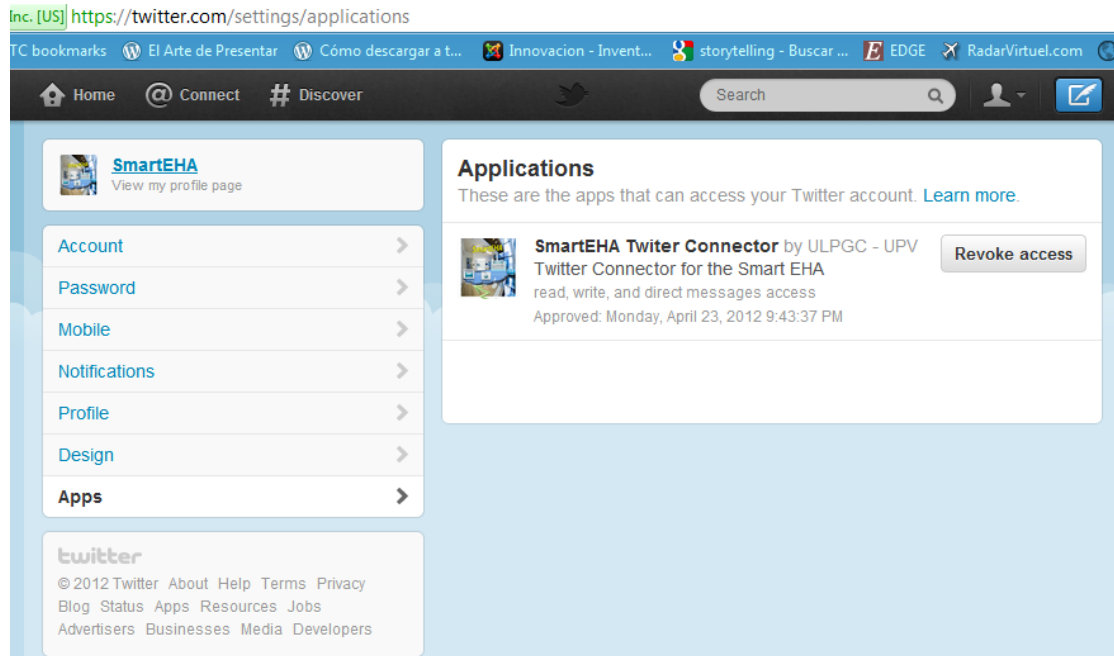 Inc. [US] https://twitter.com/settings/applications
TC bookmarks El Arte de Presentar Cómo descargar a t... Innovacion - Invent... storytelling - Buscar ... EDGE RadarVirtuel.com
Home Connect Discover Search
SmartEHA
View my profile page
Account
Password
Mobile
Notifications
Profile
Design
Apps
twitter
© 2012 Twitter About Help Terms Privacy
Blog Status Apps Resources Jobs
Advertisers Businesses Media Developers
Applications
These are the apps that can access your Twitter account. Learn more.
SmartEHA Twiter Connector by ULPGC - UPV
Revoke access
Twitter Connector for the Smart EHA
read, write, and direct messages access
Approved: Monday, April 23, 2012 9:43:37 PM